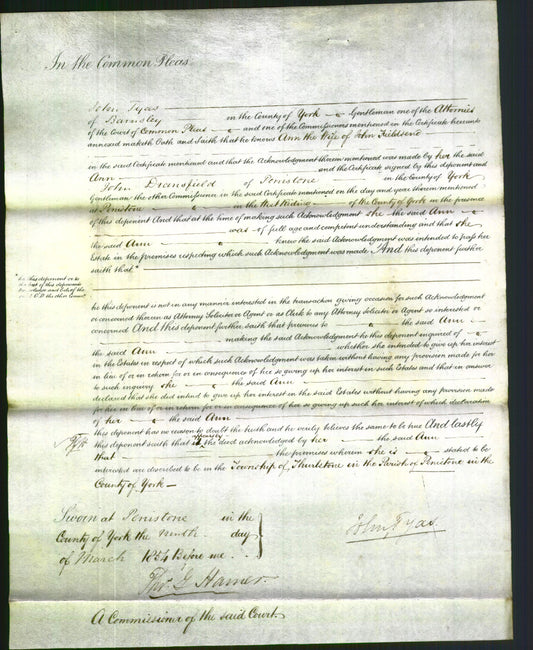 In the Common Pleas
John Tyas
of Barnsley in the County of York Gentleman one of the Attornies
of the Court of Common Pleas and one of the Commissioners mentioned in the Certificate hereunto
annexed maketh Oath and Saith that he knows Ann the Wife of John Fieldsend
in the said Certificate mentioned and that the Acknowledgment therein mentioned was made by her the said
Ann and the Certificate signed by this deponent and
John Dransfield of Penistone in the County of York
Gentleman the other Commissioner in the said Certificate mentioned on the day and year therein mentioned
at Penistone in the West Riding of the County of York in the presence
of this deponent And that at the time of making such Acknowledgment she the said Ann
was of full age and competent understanding and that she
the said Ann knew the said Acknowledgment was intended to pass her
Estate in the premises respecting which such Acknowledgment was made And this deponent further
saith that
he this deponent is not in any manner interested in the transaction giving occasion for such Acknowledgment
or concerned therein as Attorney Solicitor or Agent or as Clerk to any Attorney Solicitor or Agent so interested or
concerned And this deponent further saith that previous to the said Ann
making the said Acknowledgment he this deponent enquired of
the said Ann whether she intended to give up her interest
in the Estates in respect of which such Acknowledgment was taken without having any provision made for her
in lieu of or in return for or in consequence of her so giving up her interest in such Estates and that in answer
to such enquiry she the said Ann
declared that she did intend to give up her interest in the said Estates without having any provision made
for her in lieu of or in return for or in consequence of her so giving up such her interest of which declaration
of her the said Ann
this deponent has no reason to doubt the truth and he verily believes the same to be true And lastly
this deponent saith that it the deed acknowledged by her the said Ann
that the premises wherein she is stated to be
interested are described to be in the Township of Thurlstone in the Parish of Penistone in the
County of York
Sworn at Penistone in the
County of York the Ninth day
of March 1854 Before me
John Tyas
A Commissioner of the said Court